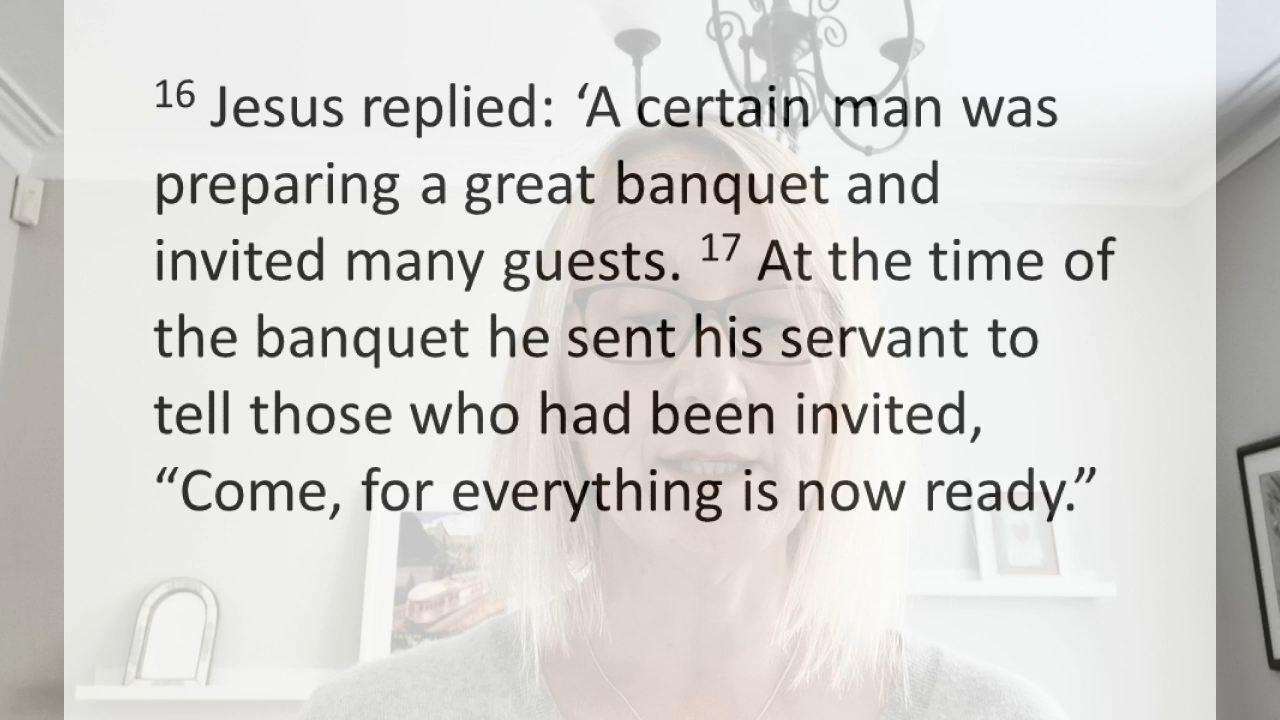 16 Jesus replied: ‘A certain man was
preparing a great banquet and
invited many guests. 17 At the time of
the banquet he sent his servant to
tell those who had been invited,
“Come, for everything is now ready.”